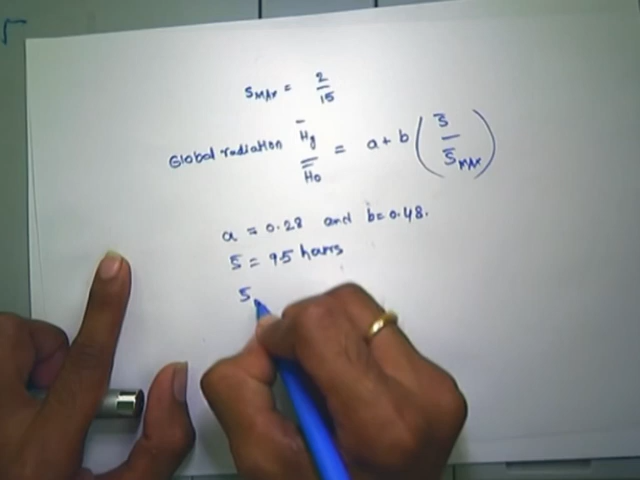 S_MAX = 2/15
Global radiation H̄g/H̄o = a + b (S̄/S̄_MAX)
a = 0.28 and b = 0.48.
S = 9.5 hours
S